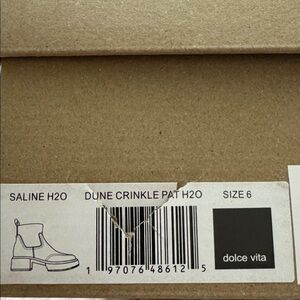 SALINE H2O DUNE CRINKLE PAT H2O SIZE 6
dolce vita
1 97076 48612 5